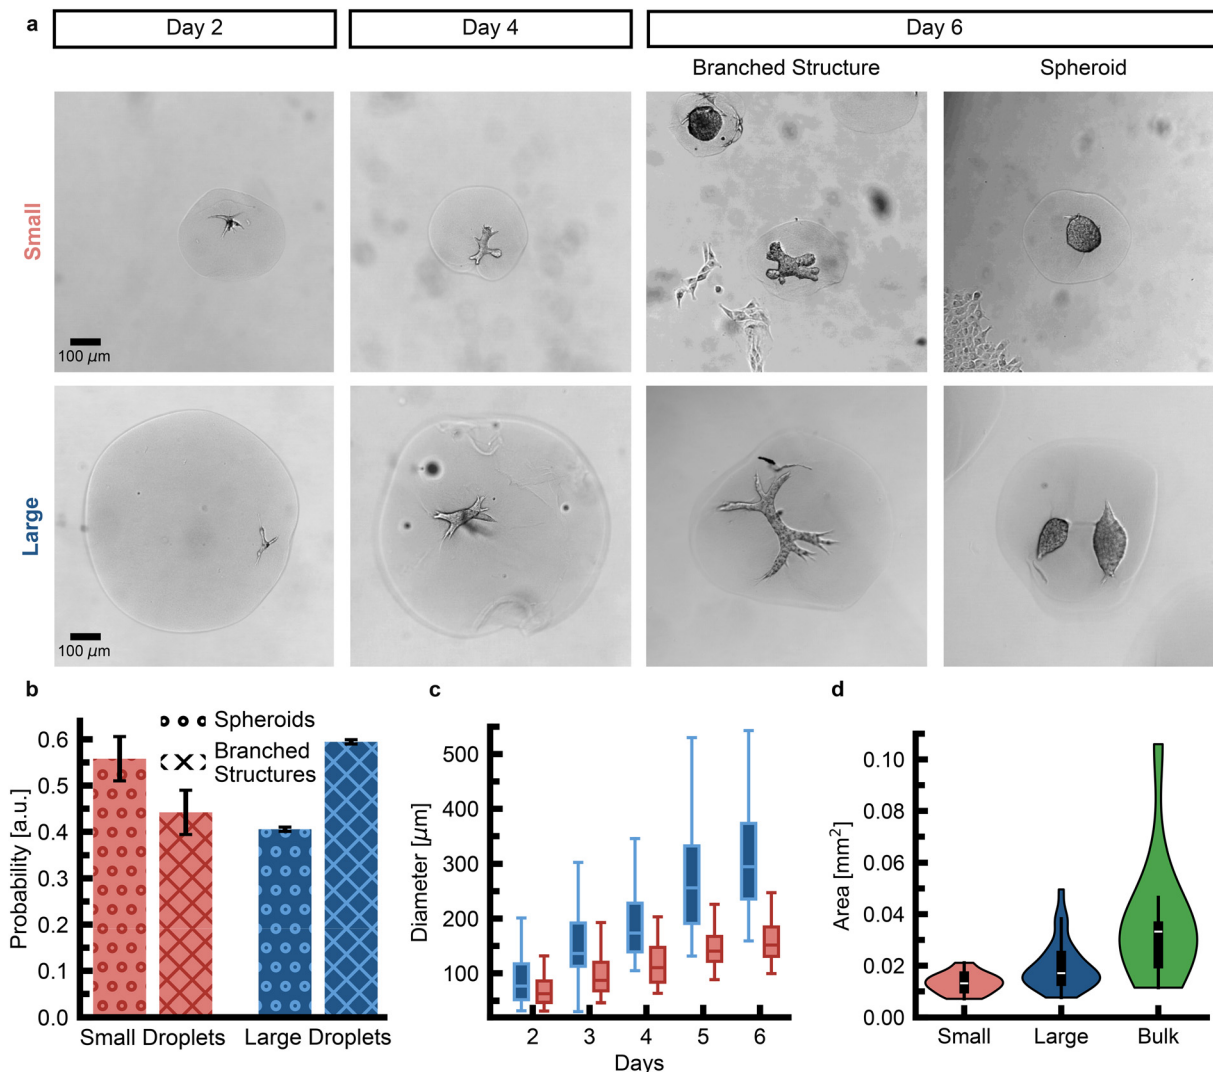 a
Day 2
Day 4
Day 6
Branched Structure
Spheroid
Small
100 µm
Large
100 µm
b
Spheroids
Branched
Structures
Probability [a.u.]
0.6
0.5
0.4
0.3
0.2
0.1
0.0
Small Droplets
Large Droplets
c
Diameter [µm]
500
400
300
200
100
2
3
4
5
6
Days
d
Area [mm²]
0.10
0.08
0.06
0.04
0.02
0.00
Small
Large
Bulk